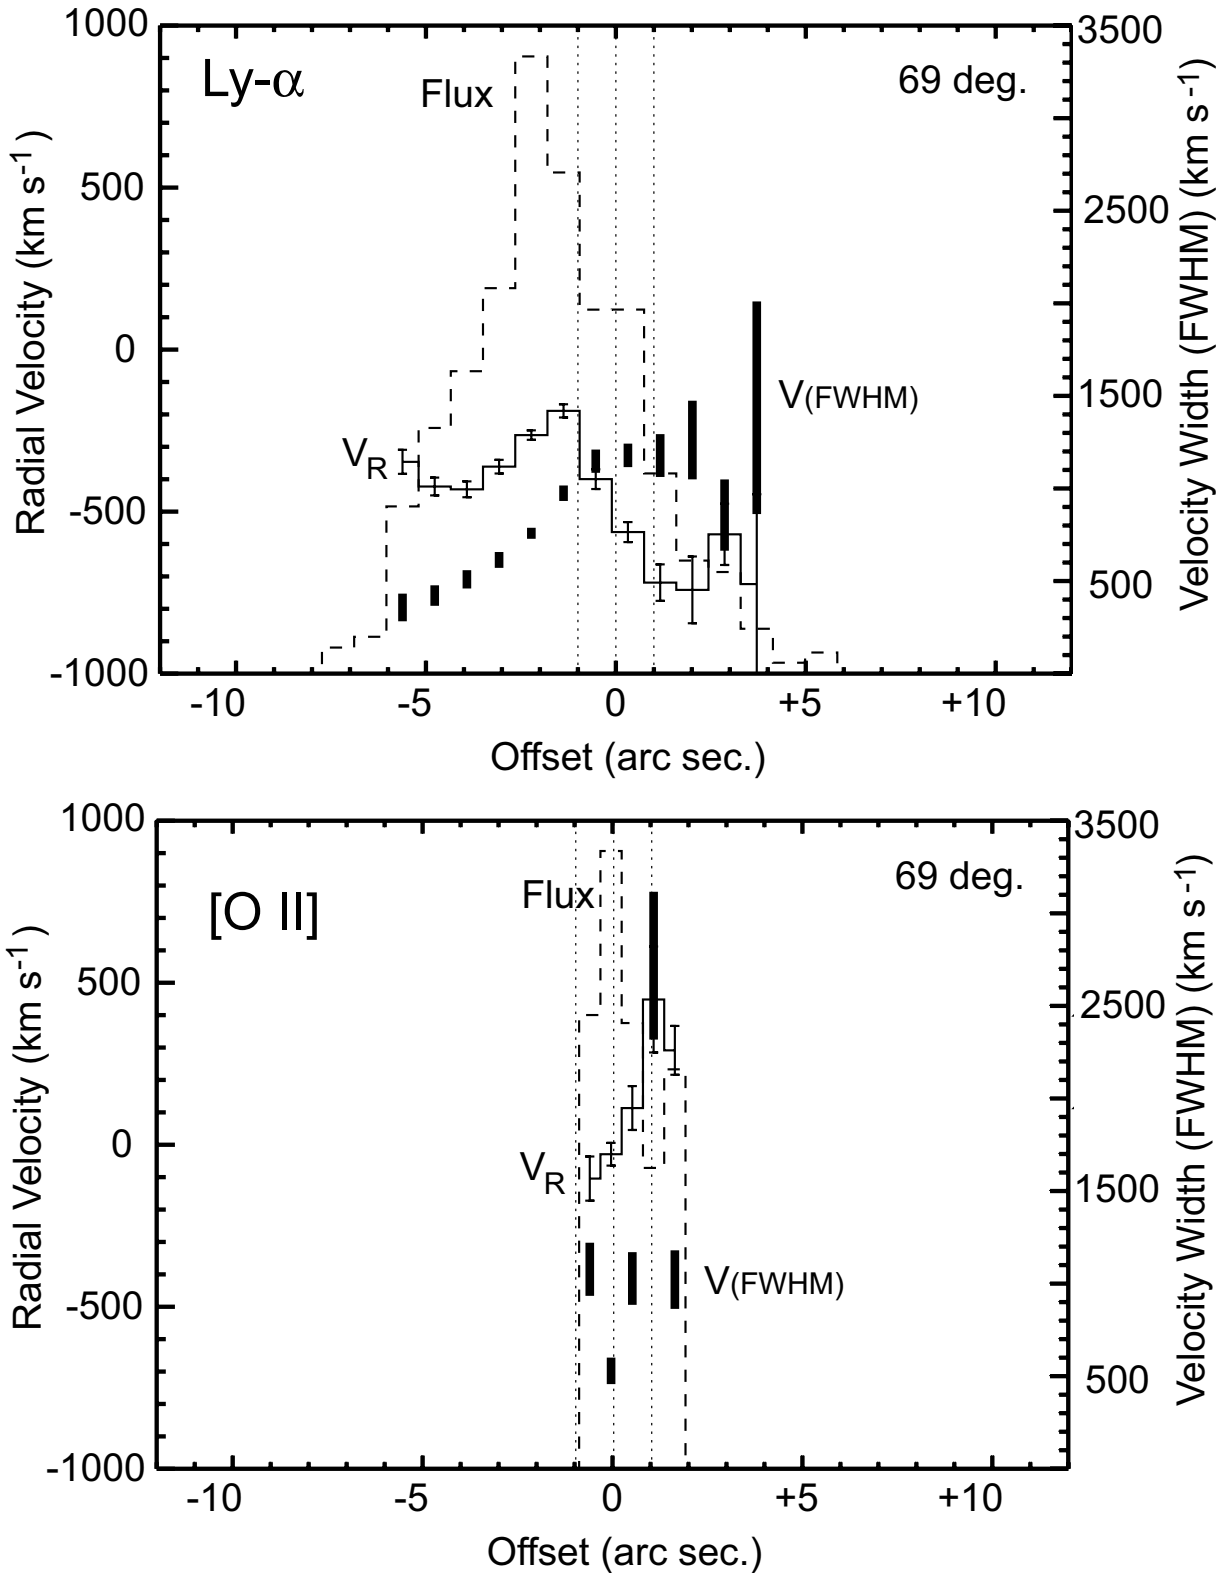 1000
500
0
-500
-1000
Radial Velocity (km s-1)
Ly-α
Flux
69 deg.
VR
V(FWHM)
3500
2500
1500
500
Velocity Width (FWHM) (km s-1)
-10 -5 0 +5 +10
Offset (arc sec.)
1000
500
0
-500
-1000
Radial Velocity (km s-1)
[O II]
Flux
69 deg.
VR
V(FWHM)
3500
2500
1500
500
Velocity Width (FWHM) (km s-1)
-10 -5 0 +5 +10
Offset (arc sec.)